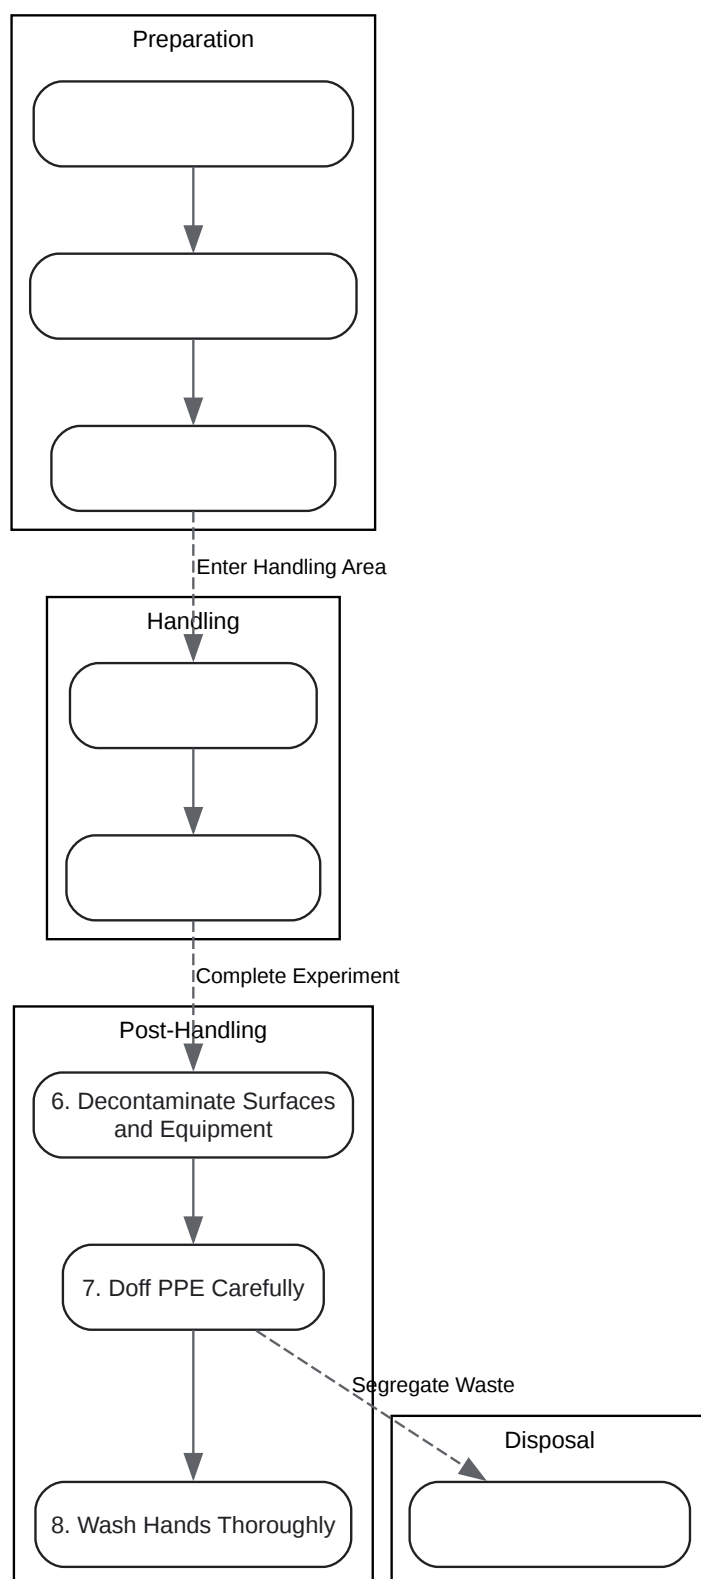 Preparation
Enter Handling Area
Handling
Complete Experiment
Post-Handling
6. Decontaminate Surfaces
and Equipment
7. Doff PPE Carefully
Segregate Waste
Disposal
8. Wash Hands Thoroughly